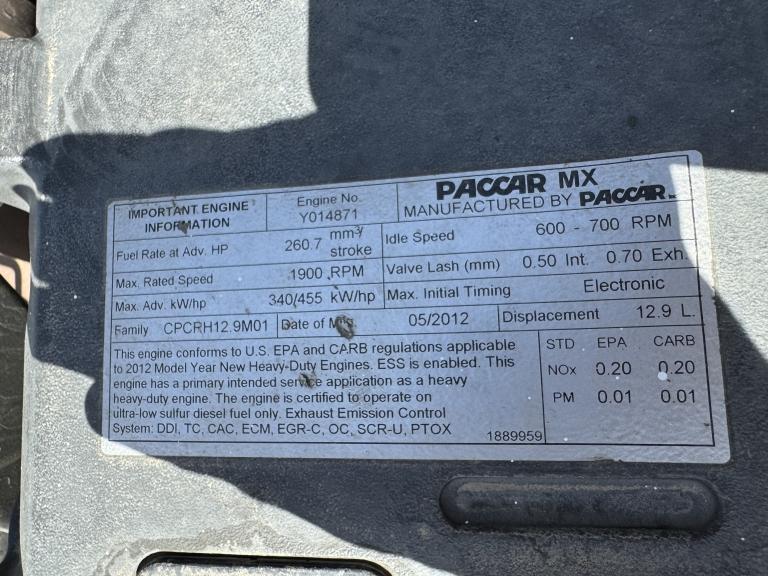 IMPORTANT ENGINE INFORMATION
Engine No.
Y014871
PACCAR MX
MANUFACTURED BY PACCAR
Fuel Rate at Adv. HP 260.7 mm³/stroke
Idle Speed 600 - 700 RPM
Max. Rated Speed 1900 RPM
Valve Lash (mm) 0.50 Int. 0.70 Exh.
Max. Adv. kW/hp 340/455 kW/hp
Max. Initial Timing Electronic
Family CPCRH12.9M01
Date of 05/2012
Displacement 12.9 L.
This engine conforms to U.S. EPA and CARB regulations applicable
to 2012 Model Year New Heavy-Duty Engines. ESS is enabled. This
engine has a primary intended service application as a heavy
heavy-duty engine. The engine is certified to operate on
ultra-low sulfur diesel fuel only. Exhaust Emission Control
System: DDI, TC, CAC, ECM, EGR-C, OC, SCR-U, PTOX
1889959
STD EPA CARB
NOx 0.20 0.20
PM 0.01 0.01